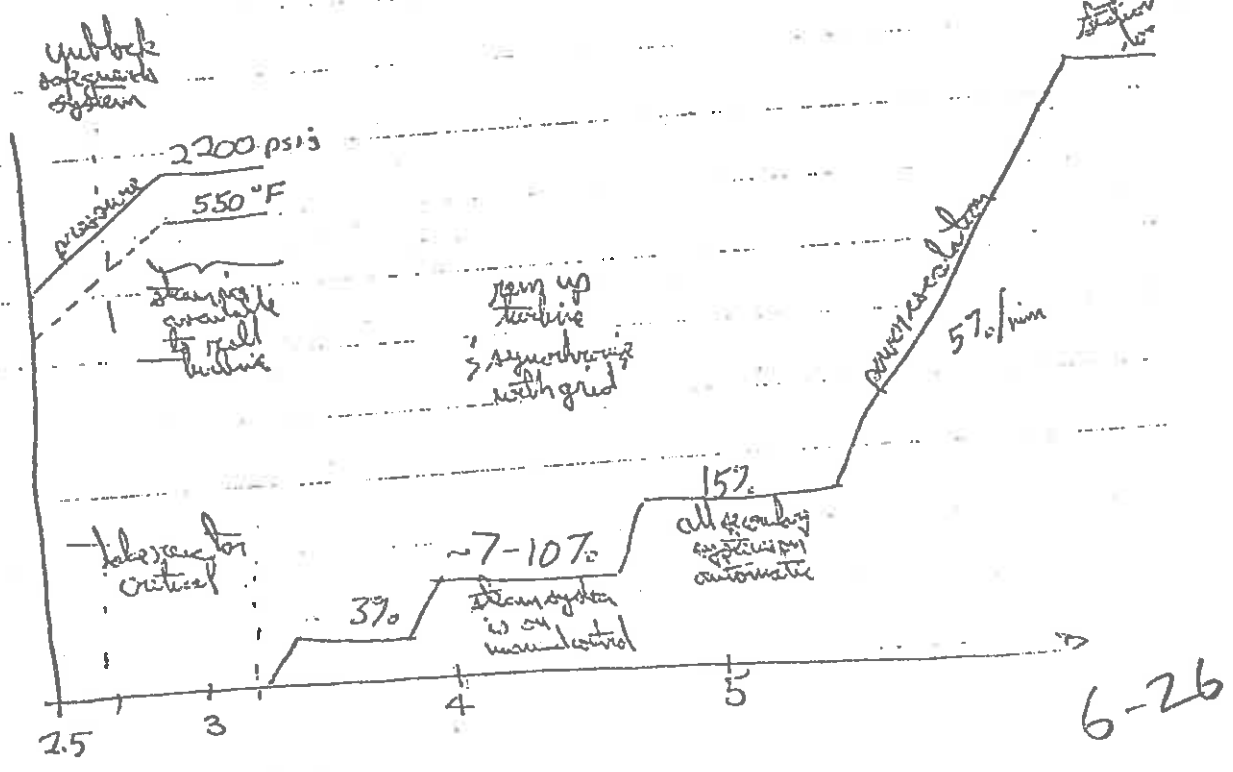 unblock
safeguards
system
2200 psig
pressure
550°F
steam is
available
to roll
turbine
rpm up
turbine
& synchronize
with grid
power escalation
5%/min
take reactor
critical
3%
~7-10%
steam system
is on
manual control
15%
all secondary
systems on
automatic
2.5
3
4
5
6-26